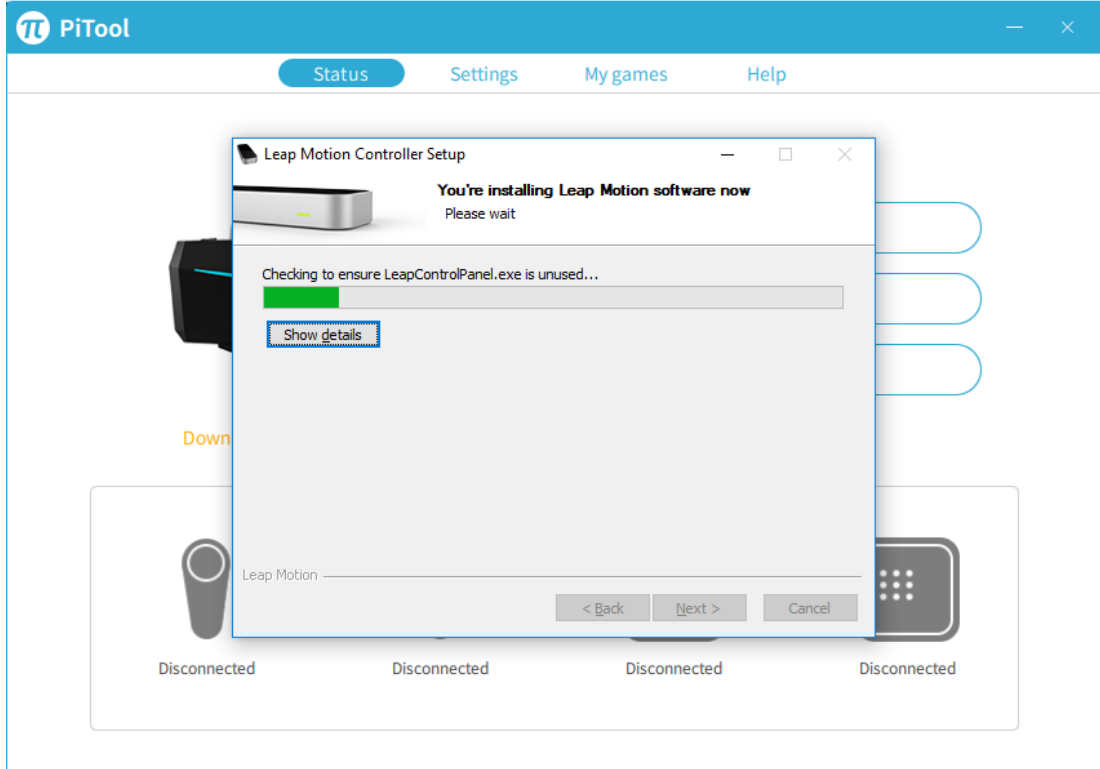 π PiTool
Status Settings My games Help
Leap Motion Controller Setup
You're installing Leap Motion software now
Please wait
Checking to ensure LeapControlPanel.exe is unused...
Show details
Down
Leap Motion
< Back Next > Cancel
Disconnected Disconnected Disconnected Disconnected